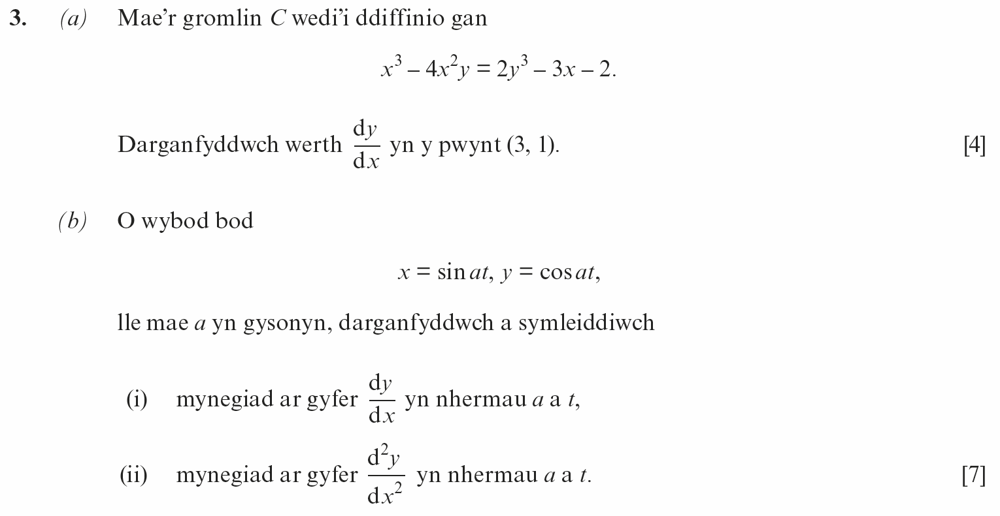 3. (a) Mae'r gromlin C wedi'i ddiffinio gan
x³ – 4x²y = 2y³ – 3x – 2.
Darganfyddwch werth dy/dx yn y pwynt (3, 1). [4]
(b) O wybod bod
x = sin at, y = cos at,
lle mae a yn gysonyn, darganfyddwch a symleiddiwch
(i) mynegiad ar gyfer dy/dx yn nhermau a a t,
(ii) mynegiad ar gyfer d²y/dx² yn nhermau a a t. [7]